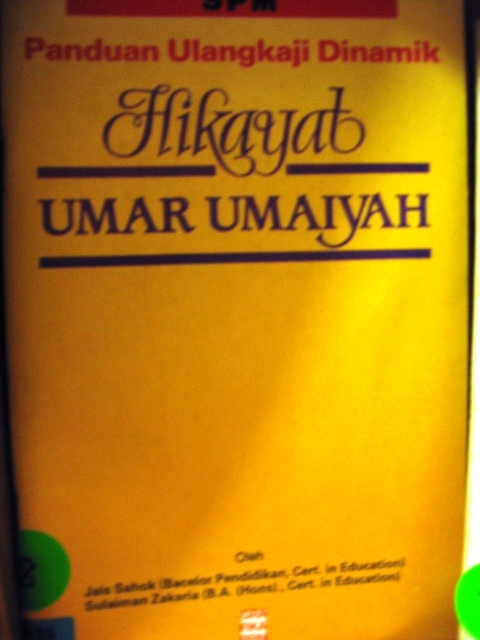 SPM
Panduan Ulangkaji Dinamik
Hikayat
UMAR UMAIYAH
Oleh
Jais Sahok (Bacelor Pendidikan, Cert. in Education)
Sulaiman Zakaria (B.A. (Hons)., Cert. in Education)